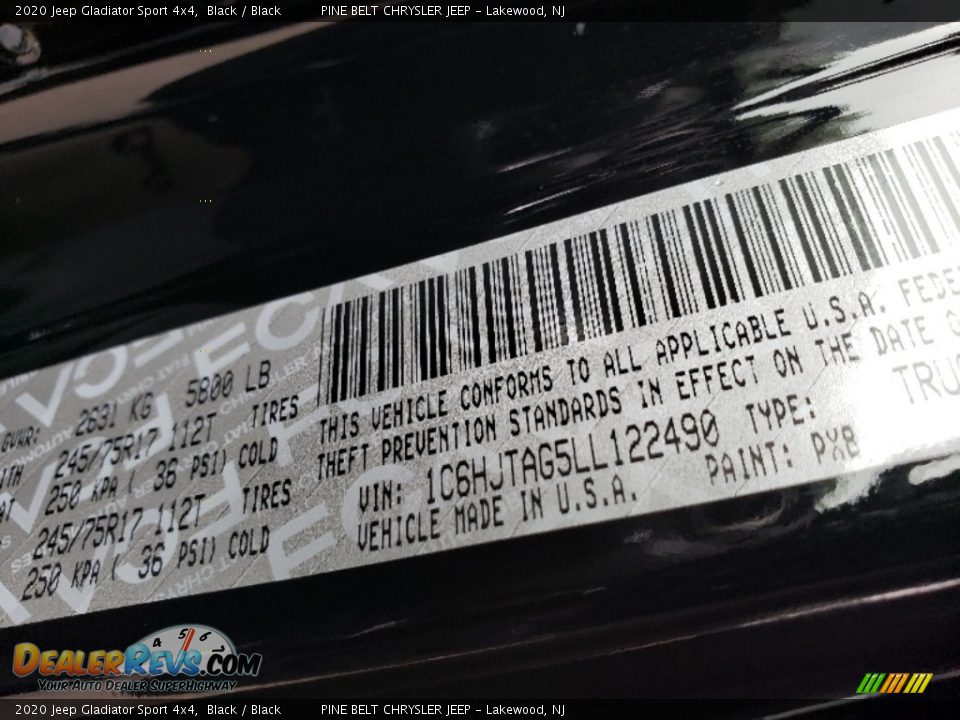 2020 Jeep Gladiator Sport 4x4, Black / Black PINE BELT CHRYSLER JEEP - Lakewood, NJ
GVWR: 2631 KG 5800 LB
245/75R17 112T TIRES
250 KPA ( 36 PSI) COLD
245/75R17 112T TIRES
250 KPA ( 36 PSI) COLD
THIS VEHICLE CONFORMS TO ALL APPLICABLE U.S.A.
THEFT PREVENTION STANDARDS IN EFFECT ON THE DATE
VIN: 1C6HJTAG5LL122490 TYPE:
VEHICLE MADE IN U.S.A. PAINT: PX8
4 5 6
DEALERREVS.COM
YOUR AUTO DEALER SUPERHIGHWAY
2020 Jeep Gladiator Sport 4x4, Black / Black PINE BELT CHRYSLER JEEP - Lakewood, NJ